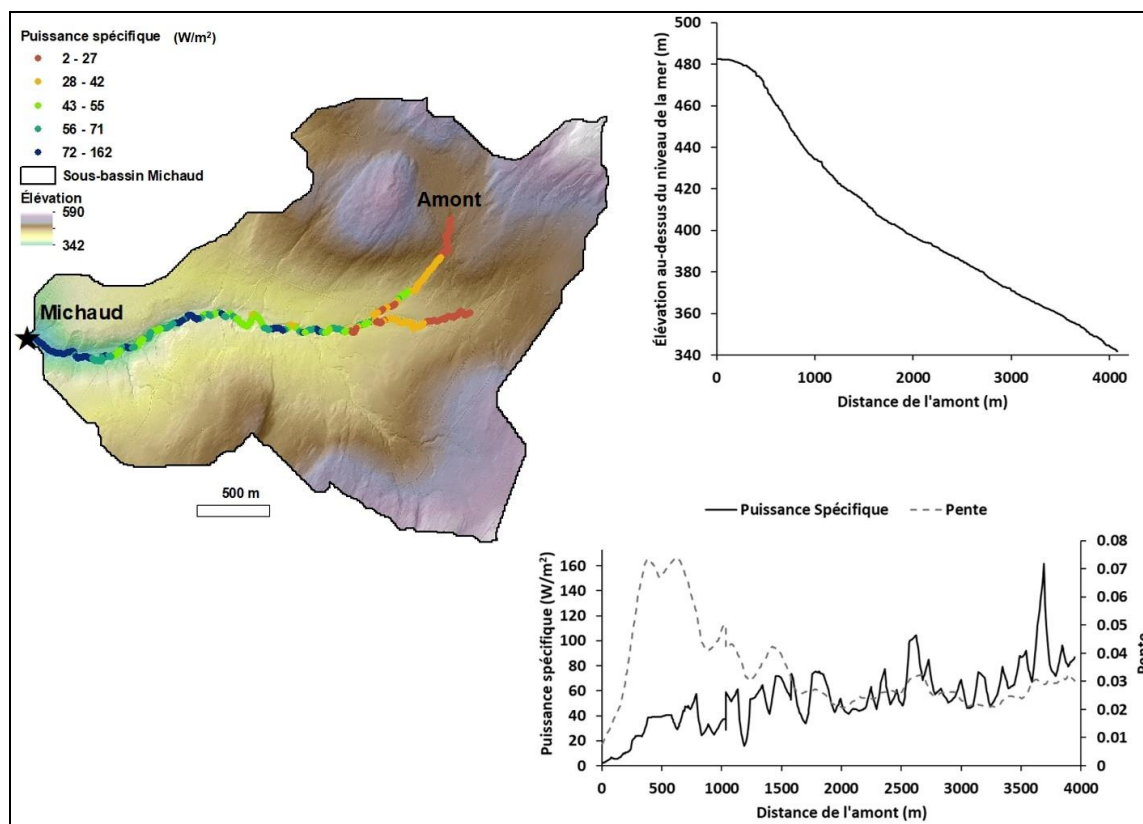 Puissance spécifique (W/m²)
2 - 27
28 - 42
43 - 55
56 - 71
72 - 162
Sous-bassin Michaud
Élévation
590
342
Amont
Michaud
500 m
Élévation au-dessus du niveau de la mer (m)
500
480
460
440
420
400
380
360
340
0 1000 2000 3000 4000
Distance de l'amont (m)
Puissance Spécifique Pente
Puissance spécifique (W/m²)
160
140
120
100
80
60
40
20
0
0.08
0.07
0.06
0.05
0.04
0.03
0.02
0.01
0
Pente
0 500 1000 1500 2000 2500 3000 3500 4000
Distance de l'amont (m)